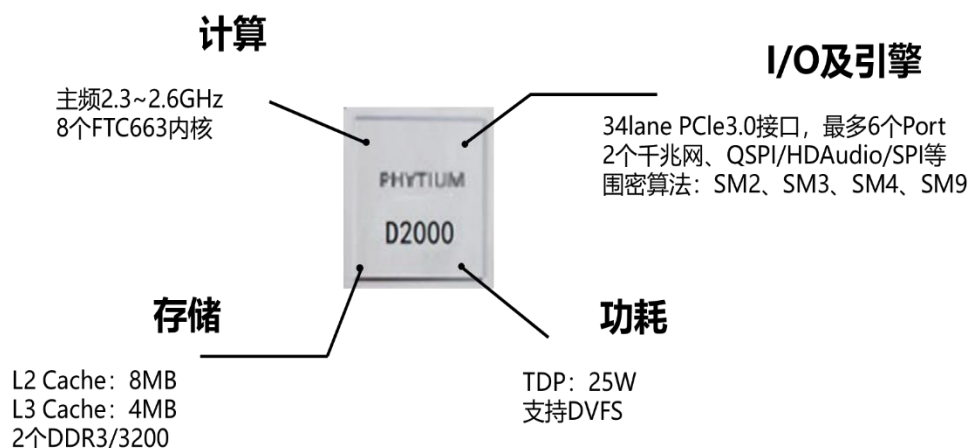 计算
主频2.3~2.6GHz
8个FTC663内核
I/O及引擎
34lane PCIe3.0接口，最多6个Port
2个千兆网、QSPI/HDAudio/SPI等
围密算法：SM2、SM3、SM4、SM9
PHYTIUM
D2000
存储
L2 Cache：8MB
L3 Cache：4MB
2个DDR3/3200
功耗
TDP：25W
支持DVFS